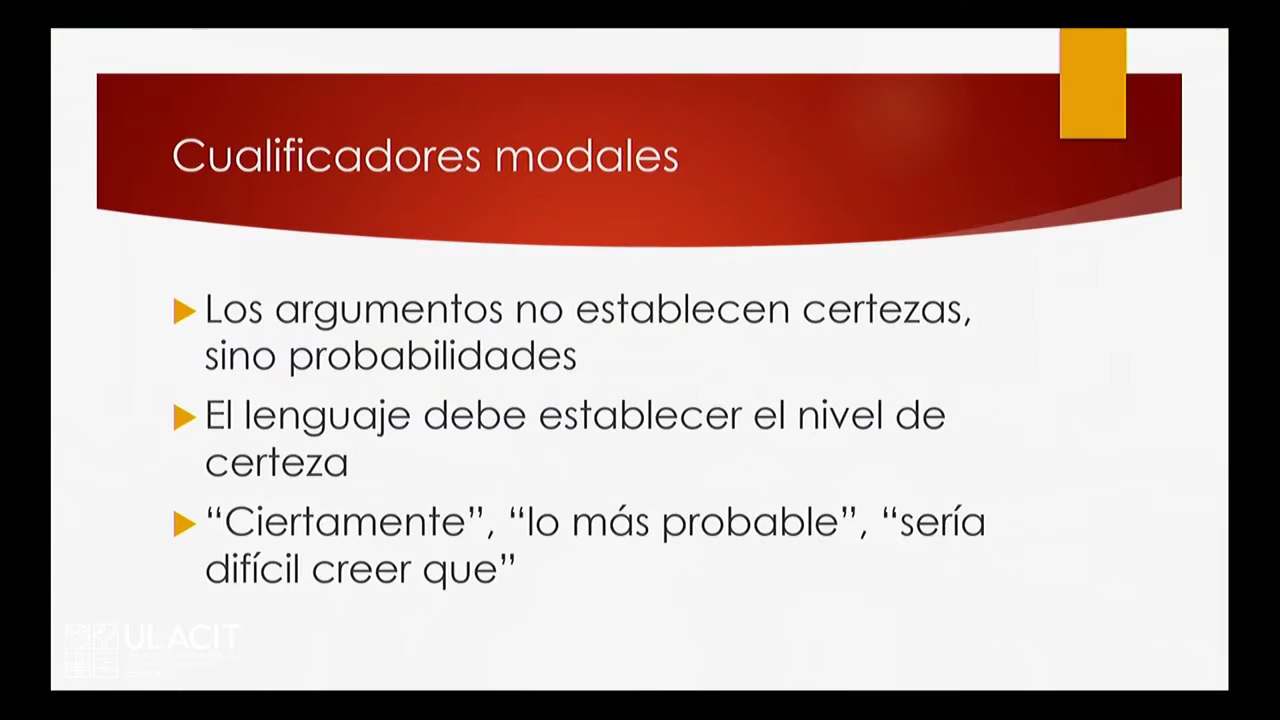 Cualificadores modales
Los argumentos no establecen certezas,
sino probabilidades
El lenguaje debe establecer el nivel de
certeza
“Ciertamente”, “lo más probable”, “sería
difícil creer que”
ULACIT